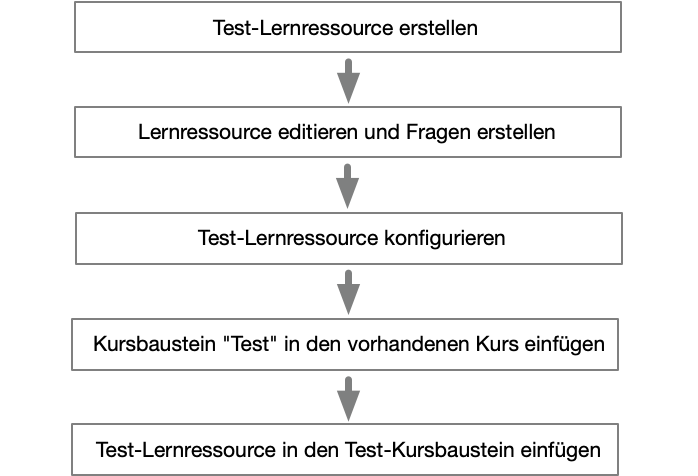 Test-Lernressource erstellen
Lernressource editieren und Fragen erstellen
Test-Lernressource konfigurieren
Kursbaustein "Test" in den vorhandenen Kurs einfügen
Test-Lernressource in den Test-Kursbaustein einfügen